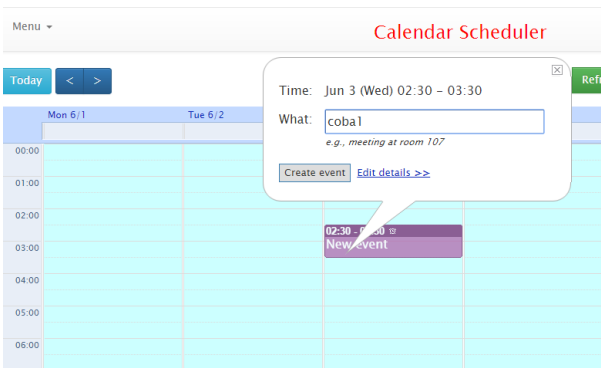 Menu
Calendar Scheduler
Today < >
Time: Jun 3 (Wed) 02:30 – 03:30
What: coba1
e.g., meeting at room 107
Create event Edit details >>
Mon 6/1 Tue 6/2
00:00
01:00
02:00
02:30 -
New event
03:00
04:00
05:00
06:00